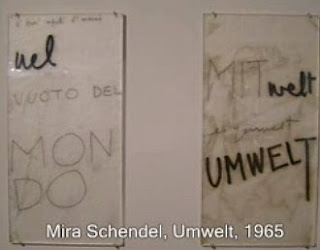 nel
VUOTO DEL
MON
DO
MIT welt
UMWELT
Mira Schendel, Umwelt, 1965